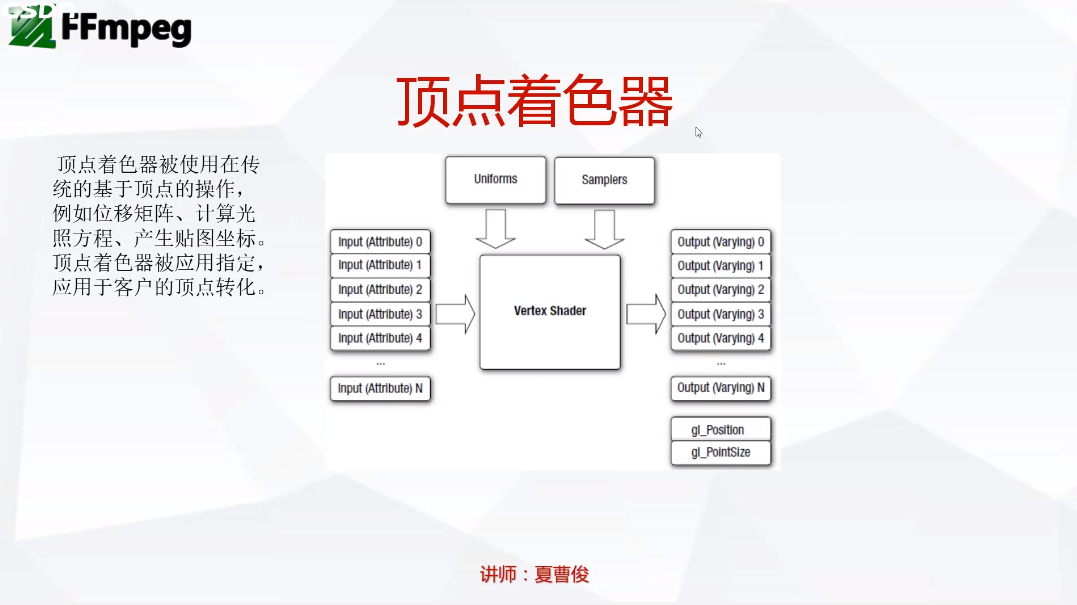 FFmpeg
顶点着色器
顶点着色器被使用在传
统的基于顶点的操作，
例如位移矩阵、计算光
照方程、产生贴图坐标。
顶点着色器被应用指定，
应用于客户的顶点转化。
Uniforms
Samplers
Input (Attribute) 0
Input (Attribute) 1
Input (Attribute) 2
Input (Attribute) 3
Input (Attribute) 4
...
Input (Attribute) N
Vertex Shader
Output (Varying) 0
Output (Varying) 1
Output (Varying) 2
Output (Varying) 3
Output (Varying) 4
...
Output (Varying) N
gl_Position
gl_PointSize
讲师：夏曹俊